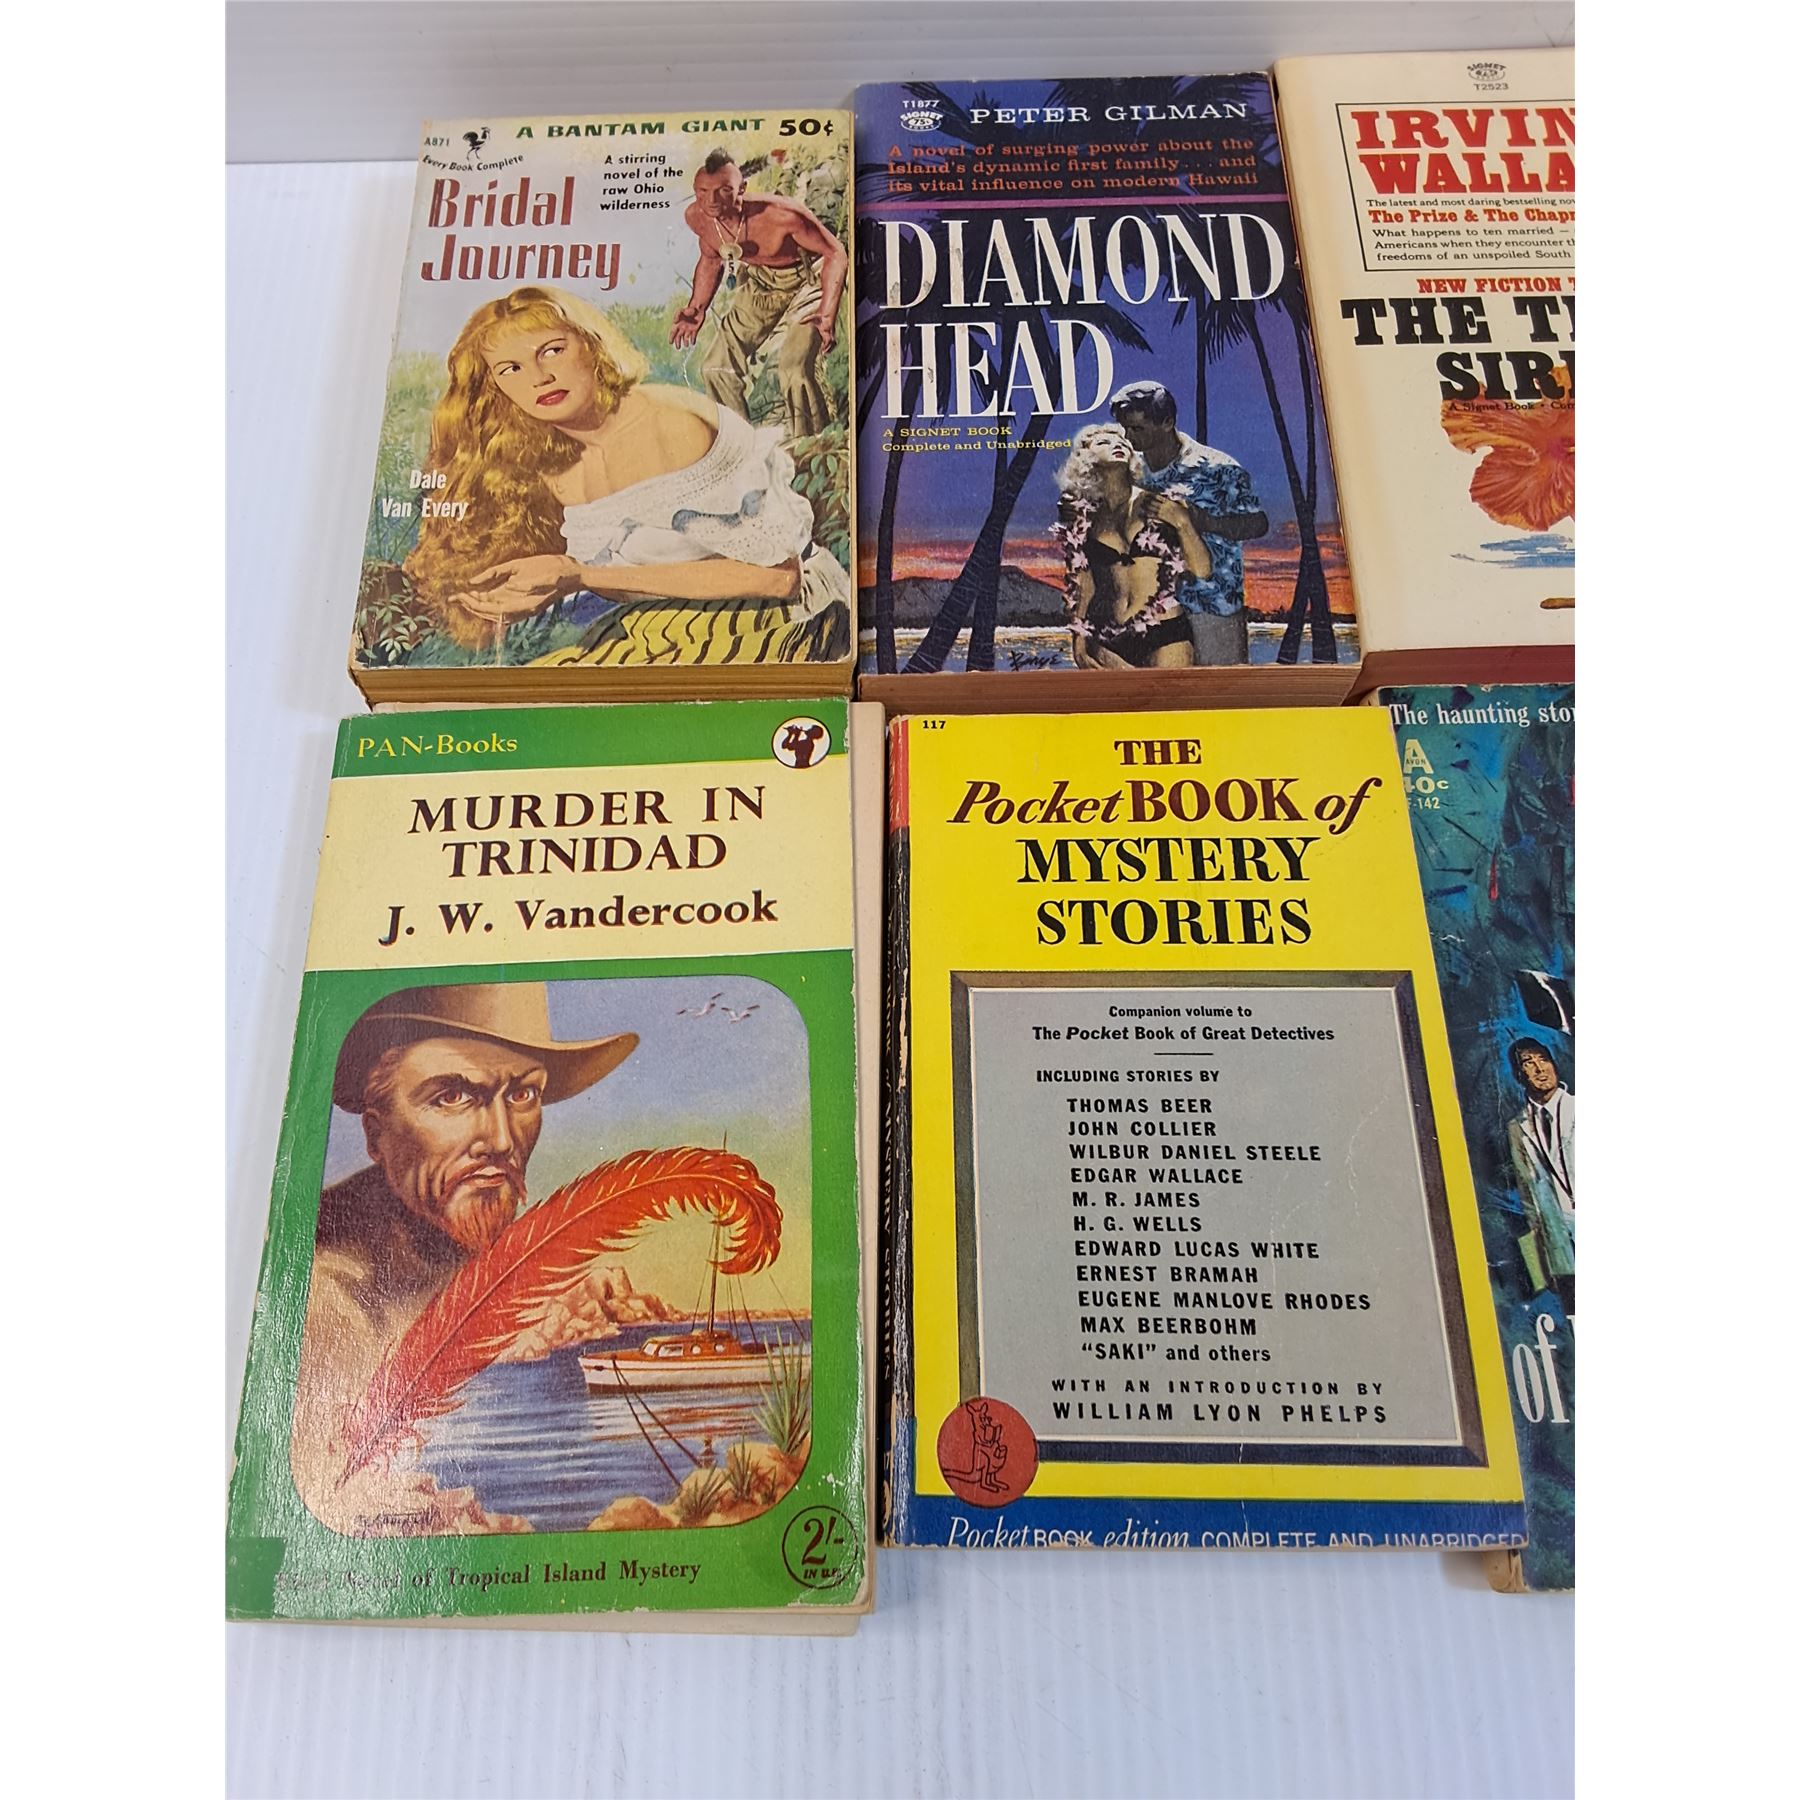 A871
A BANTAM GIANT 50¢
Every Book Complete
A stirring
novel of the
raw Ohio
wilderness
Bridal
Journey
Dale
Van Every
T1877
SIGNET
75¢
BOOKS
PETER GILMAN
A novel of surging power about the
Island's dynamic first family . . . and
its vital influence on modern Hawaii
DIAMOND
HEAD
A SIGNET BOOK
Complete and Unabridged
SIGNET
75¢
BOOKS
T2523
IRVIN
WALLA
The latest and most daring bestselling nov
The Prize & The Chapm
What happens to ten married —
Americans when they encounter th
freedoms of an unspoiled South
NEW FICTION T
THE T
SIR
A Signet Book • Com
PAN-Books
MURDER IN
TRINIDAD
J. W. Vandercook
Novel of Tropical Island Mystery
2/-
IN U.K.
117
THE
Pocket BOOK of
MYSTERY
STORIES
Companion volume to
The Pocket Book of Great Detectives
INCLUDING STORIES BY
THOMAS BEER
JOHN COLLIER
WILBUR DANIEL STEELE
EDGAR WALLACE
M. R. JAMES
H. G. WELLS
EDWARD LUCAS WHITE
ERNEST BRAMAH
EUGENE MANLOVE RHODES
MAX BEERBOHM
"SAKI" and others
WITH AN INTRODUCTION BY
WILLIAM LYON PHELPS
Pocket BOOK edition COMPLETE AND UNABRIDGED
The haunting stor
A
AVON
40c
F-142
of